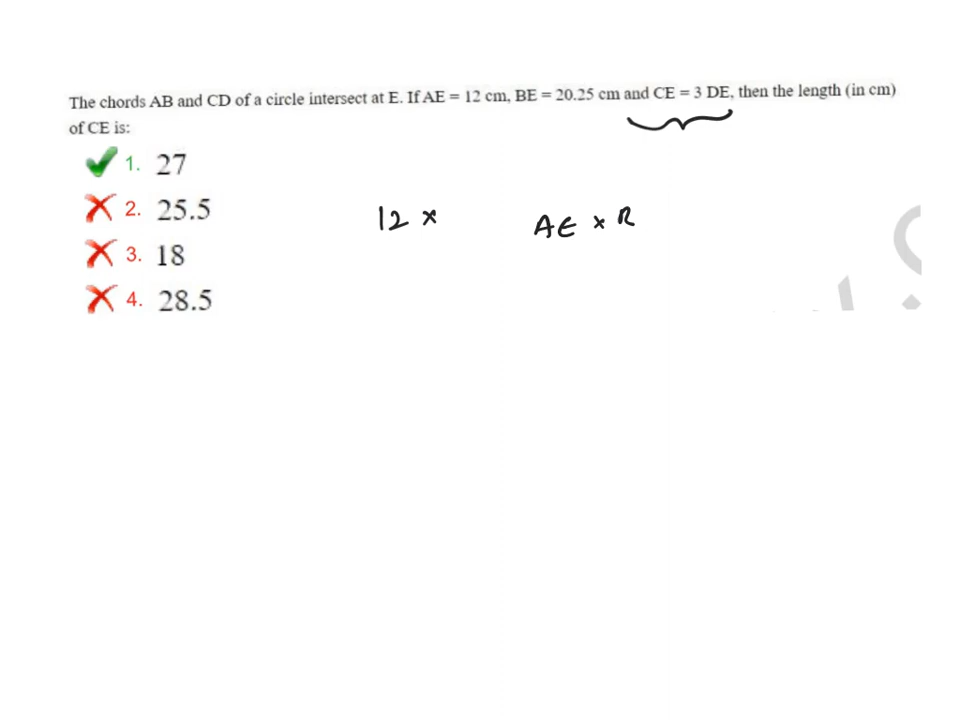 The chords AB and CD of a circle intersect at E. If AE = 12 cm, BE = 20.25 cm and CE = 3 DE, then the length (in cm)
of CE is:
1. 27
2. 25.5
3. 18
4. 28.5
12 × AE × R